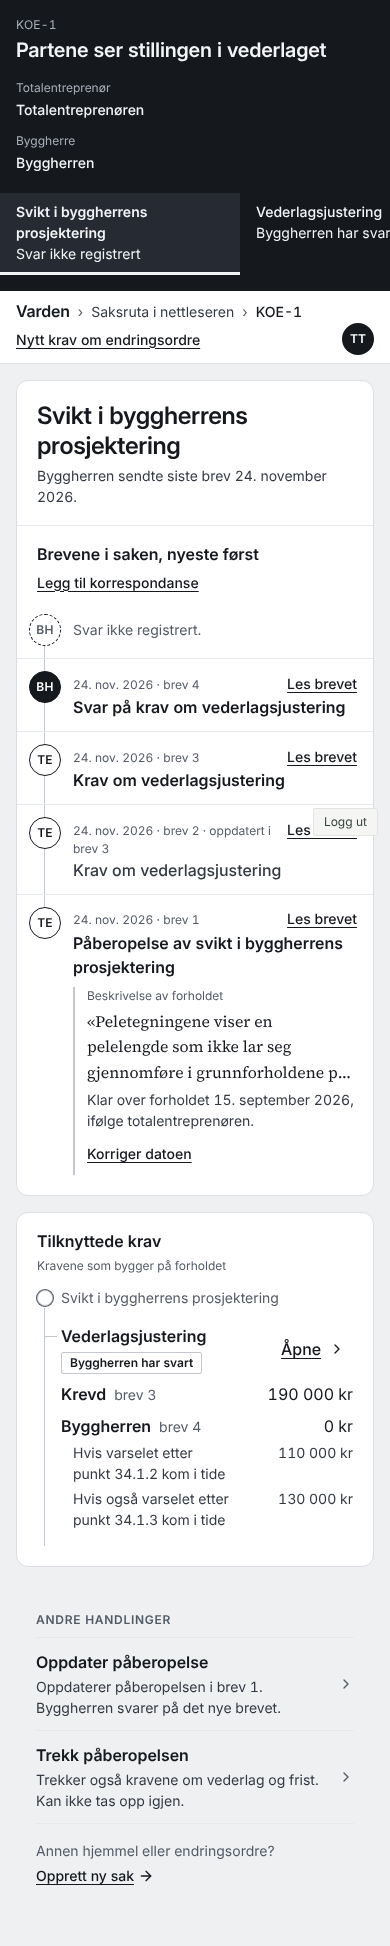 KOE-1
Partene ser stillingen i vederlaget
Totalentreprenør
Totalentreprenøren
Byggherre
Byggherren
Svikt i byggherrens
prosjektering
Svar ikke registrert
Vederlagsjustering
Byggherren har svar
Varden › Saksruta i nettleseren › KOE-1
Nytt krav om endringsordre
TT
Svikt i byggherrens
prosjektering
Byggherren sendte siste brev 24. november
2026.
Brevene i saken, nyeste først
Legg til korrespondanse
BH Svar ikke registrert.
BH 24. nov. 2026 · brev 4 Les brevet
Svar på krav om vederlagsjustering
TE 24. nov. 2026 · brev 3 Les brevet
Krav om vederlagsjustering
TE 24. nov. 2026 · brev 2 · oppdatert i Les
brev 3
Logg ut
Krav om vederlagsjustering
TE 24. nov. 2026 · brev 1 Les brevet
Påberopelse av svikt i byggherrens
prosjektering
Beskrivelse av forholdet
«Peletegningene viser en
pelelengde som ikke lar seg
gjennomføre i grunnforholdene p...
Klar over forholdet 15. september 2026,
ifølge totalentreprenøren.
Korriger datoen
Tilknyttede krav
Kravene som bygger på forholdet
Svikt i byggherrens prosjektering
Vederlagsjustering
Byggherren har svart
Åpne
Krevd brev 3 190 000 kr
Byggherren brev 4 0 kr
Hvis varselet etter 110 000 kr
punkt 34.1.2 kom i tide
Hvis også varselet etter 130 000 kr
punkt 34.1.3 kom i tide
ANDRE HANDLINGER
Oppdater påberopelse
Oppdaterer påberopelsen i brev 1.
Byggherren svarer på det nye brevet.
Trekk påberopelsen
Trekker også kravene om vederlag og frist.
Kan ikke tas opp igjen.
Annen hjemmel eller endringsordre?
Opprett ny sak →